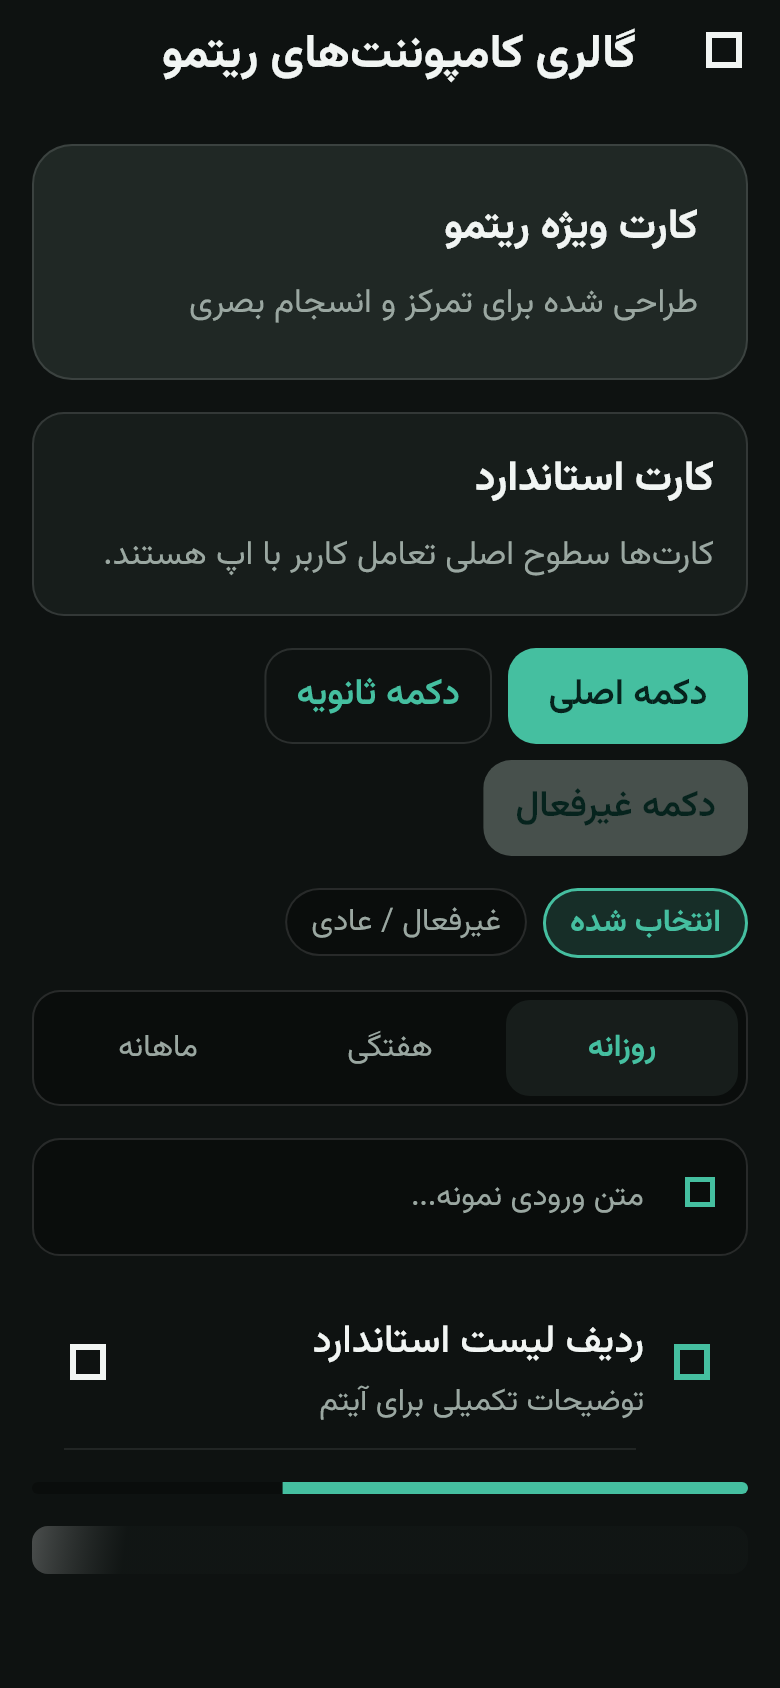 گالری کامپوننت‌های ریتمو
کارت ویژه ریتمو
طراحی شده برای تمرکز و انسجام بصری
کارت استاندارد
کارت‌ها سطوح اصلی تعامل کاربر با اپ هستند.
دکمه اصلی
دکمه ثانویه
دکمه غیرفعال
انتخاب شده
غیرفعال / عادی
روزانه
هفتگی
ماهانه
متن ورودی نمونه...
ردیف لیست استاندارد
توضیحات تکمیلی برای آیتم